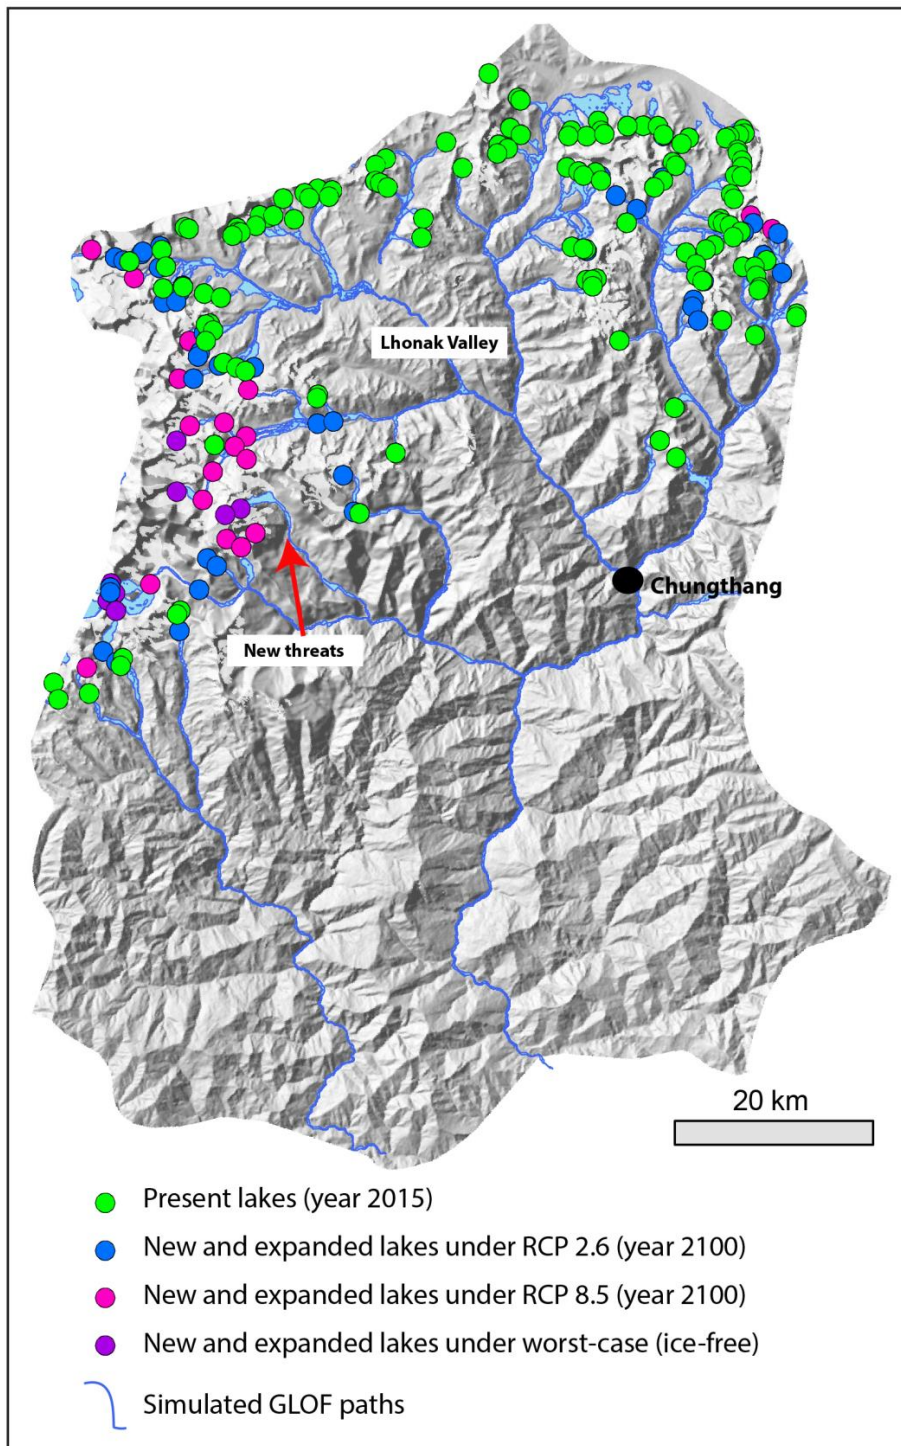 Lhonak Valley
Chungthang
New threats
20 km
Present lakes (year 2015)
New and expanded lakes under RCP 2.6 (year 2100)
New and expanded lakes under RCP 8.5 (year 2100)
New and expanded lakes under worst-case (ice-free)
Simulated GLOF paths